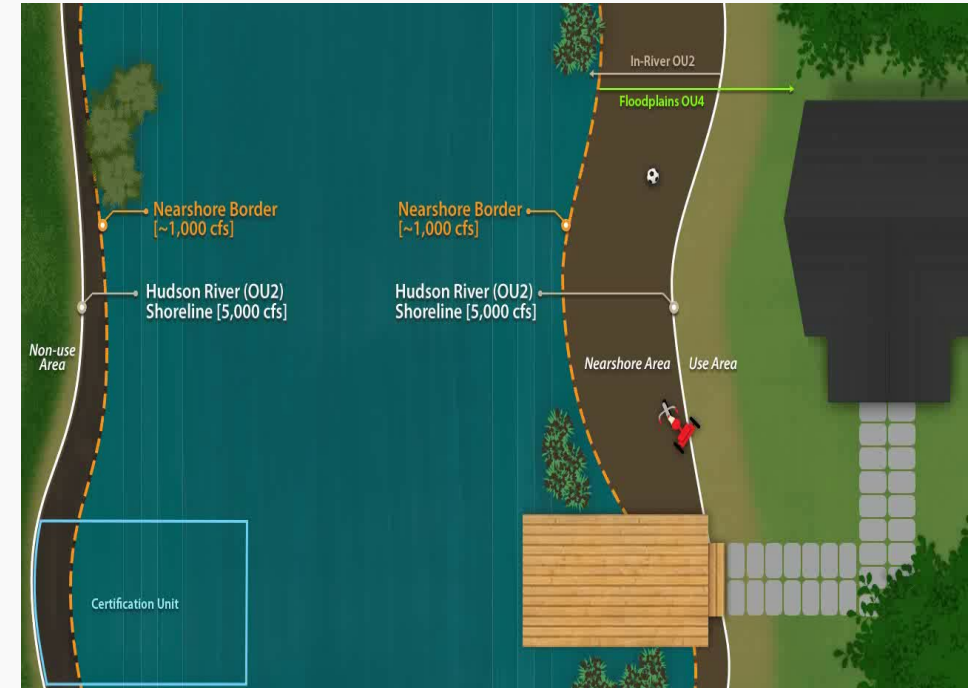 In-River OU2
Floodplains OU4
Nearshore Border
[~1,000 cfs]
Nearshore Border
[~1,000 cfs]
Hudson River (OU2)
Shoreline [5,000 cfs]
Hudson River (OU2)
Shoreline [5,000 cfs]
Non-use
Area
Nearshore Area
Use Area
Certification Unit